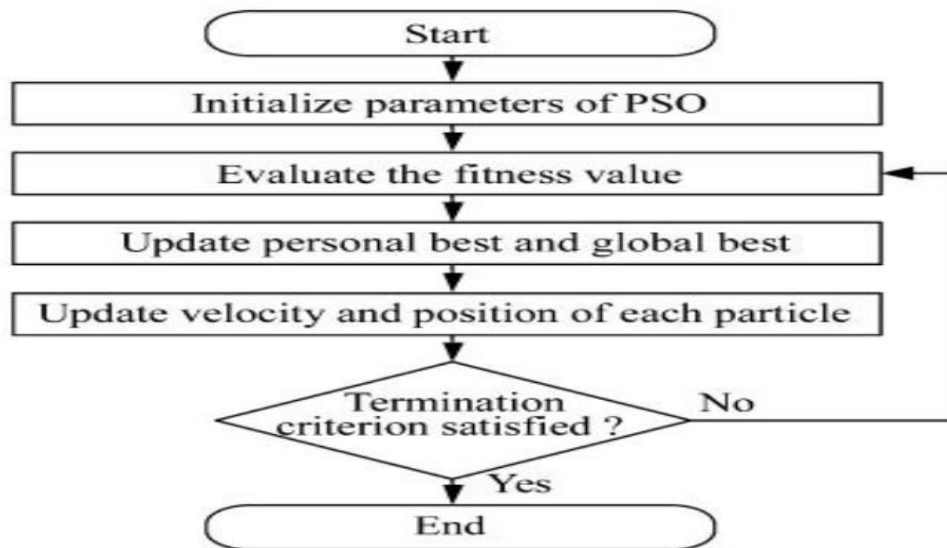 Start
Initialize parameters of PSO
Evaluate the fitness value
Update personal best and global best
Update velocity and position of each particle
Termination
criterion satisfied ?
No
Yes
End